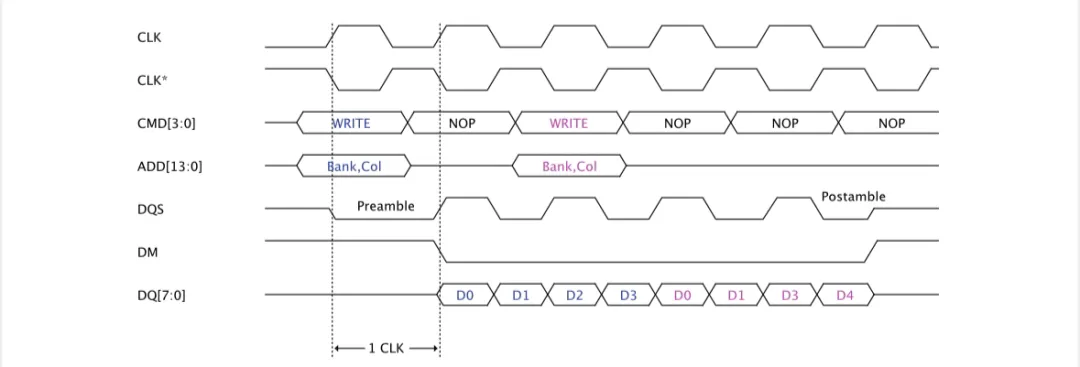 CLK
CLK*
CMD[3:0] WRITE NOP WRITE NOP NOP NOP
ADD[13:0] Bank,Col Bank,Col
DQS Preamble Postamble
DM
DQ[7:0] D0 D1 D2 D3 D0 D1 D3 D4
1 CLK